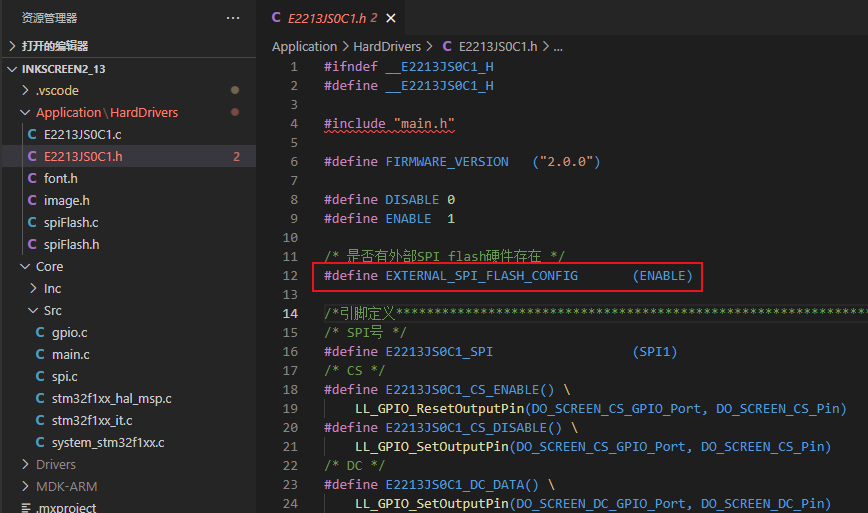 资源管理器 ···
打开的编辑器
INKSCREEN2_13
.vscode
Application\HardDrivers
C E2213JS0C1.c
C E2213JS0C1.h 2
C font.h
C image.h
C spiFlash.c
C spiFlash.h
Core
Inc
Src
C gpio.c
C main.c
C spi.c
C stm32f1xx_hal_msp.c
C stm32f1xx_it.c
C system_stm32f1xx.c
Drivers
MDK-ARM
.mxproject
C E2213JS0C1.h 2 ×
Application > HardDrivers > C E2213JS0C1.h > ...
1 #ifndef __E2213JS0C1_H
2 #define __E2213JS0C1_H
3
4 #include "main.h"
5
6 #define FIRMWARE_VERSION ("2.0.0")
7
8 #define DISABLE 0
9 #define ENABLE 1
10
11 /* 是否有外部SPI flash硬件存在 */
12 #define EXTERNAL_SPI_FLASH_CONFIG (ENABLE)
13
14 /*引脚定义*************************************************************
15 /* SPI号 */
16 #define E2213JS0C1_SPI (SPI1)
17 /* CS */
18 #define E2213JS0C1_CS_ENABLE() \
19 LL_GPIO_ResetOutputPin(DO_SCREEN_CS_GPIO_Port, DO_SCREEN_CS_Pin)
20 #define E2213JS0C1_CS_DISABLE() \
21 LL_GPIO_SetOutputPin(DO_SCREEN_CS_GPIO_Port, DO_SCREEN_CS_Pin)
22 /* DC */
23 #define E2213JS0C1_DC_DATA() \
24 LL_GPIO_SetOutputPin(DO_SCREEN_DC_GPIO_Port, DO_SCREEN_DC_Pin)